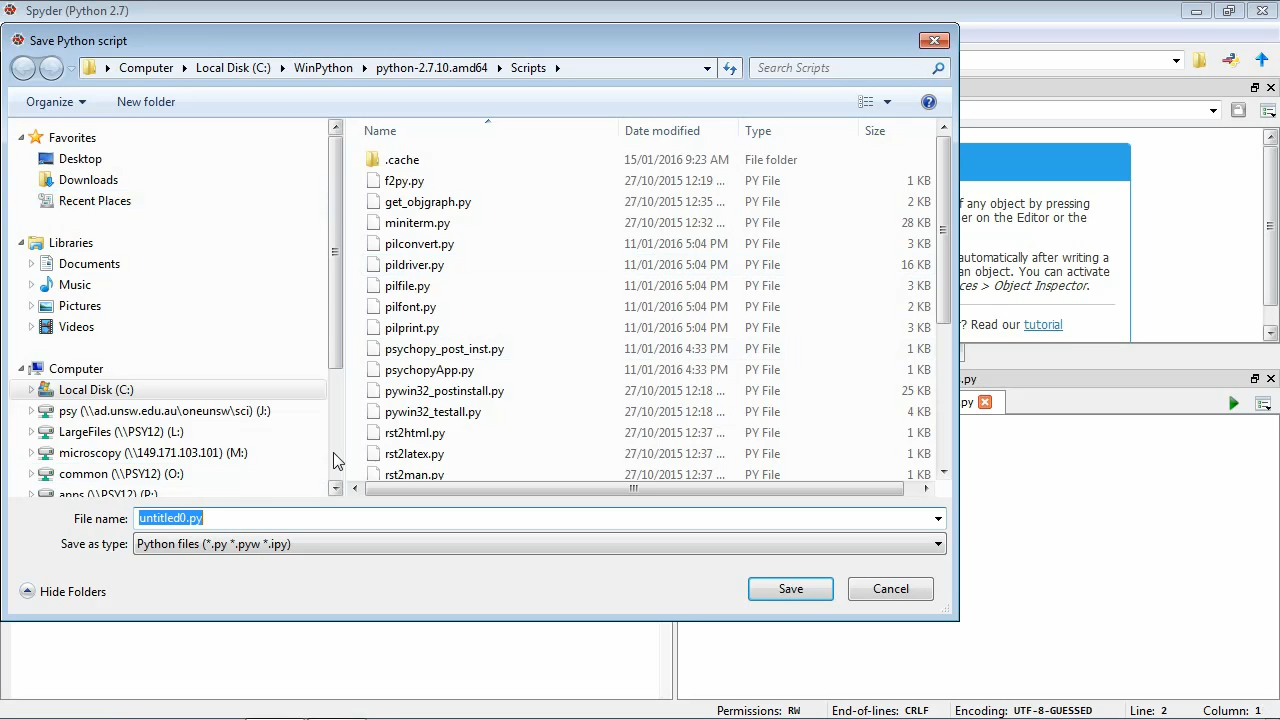 Spyder (Python 2.7)
Save Python script
Computer Local Disk (C:) WinPython python-2.7.10.amd64 Scripts
Search Scripts
Organize New folder
Favorites
Desktop
Downloads
Recent Places
Libraries
Documents
Music
Pictures
Videos
Computer
Local Disk (C:)
psy (\\ad.unsw.edu.au\oneunsw\sci) (J:)
LargeFiles (\\PSY12) (L:)
microscopy (\\149.171.103.101) (M:)
common (\\PSY12) (O:)
apps (\\PSY12) (P:)
Name Date modified Type Size
.cache 15/01/2016 9:23 AM File folder
f2py.py 27/10/2015 12:19 ... PY File 1 KB
get_objgraph.py 27/10/2015 12:35 ... PY File 2 KB
miniterm.py 27/10/2015 12:32 ... PY File 28 KB
pilconvert.py 11/01/2016 5:04 PM PY File 3 KB
pildriver.py 11/01/2016 5:04 PM PY File 16 KB
pilfile.py 11/01/2016 5:04 PM PY File 3 KB
pilfont.py 11/01/2016 5:04 PM PY File 2 KB
pilprint.py 11/01/2016 5:04 PM PY File 3 KB
psychopy_post_inst.py 11/01/2016 4:33 PM PY File 1 KB
psychopyApp.py 11/01/2016 4:33 PM PY File 1 KB
pywin32_postinstall.py 27/10/2015 12:18 ... PY File 25 KB
pywin32_testall.py 27/10/2015 12:18 ... PY File 4 KB
rst2html.py 27/10/2015 12:37 ... PY File 1 KB
rst2latex.py 27/10/2015 12:37 ... PY File 1 KB
rst2man.py 27/10/2015 12:37 ... PY File 1 KB
File name: untitled0.py
Save as type: Python files (*.py *.pyw *.ipy)
Hide Folders
Save Cancel
of any object by pressing
er on the Editor or the
automatically after writing a
an object. You can activate
ces > Object Inspector.
? Read our tutorial
.py
py
Permissions: RW End-of-lines: CRLF Encoding: UTF-8-GUESSED Line: 2 Column: 1